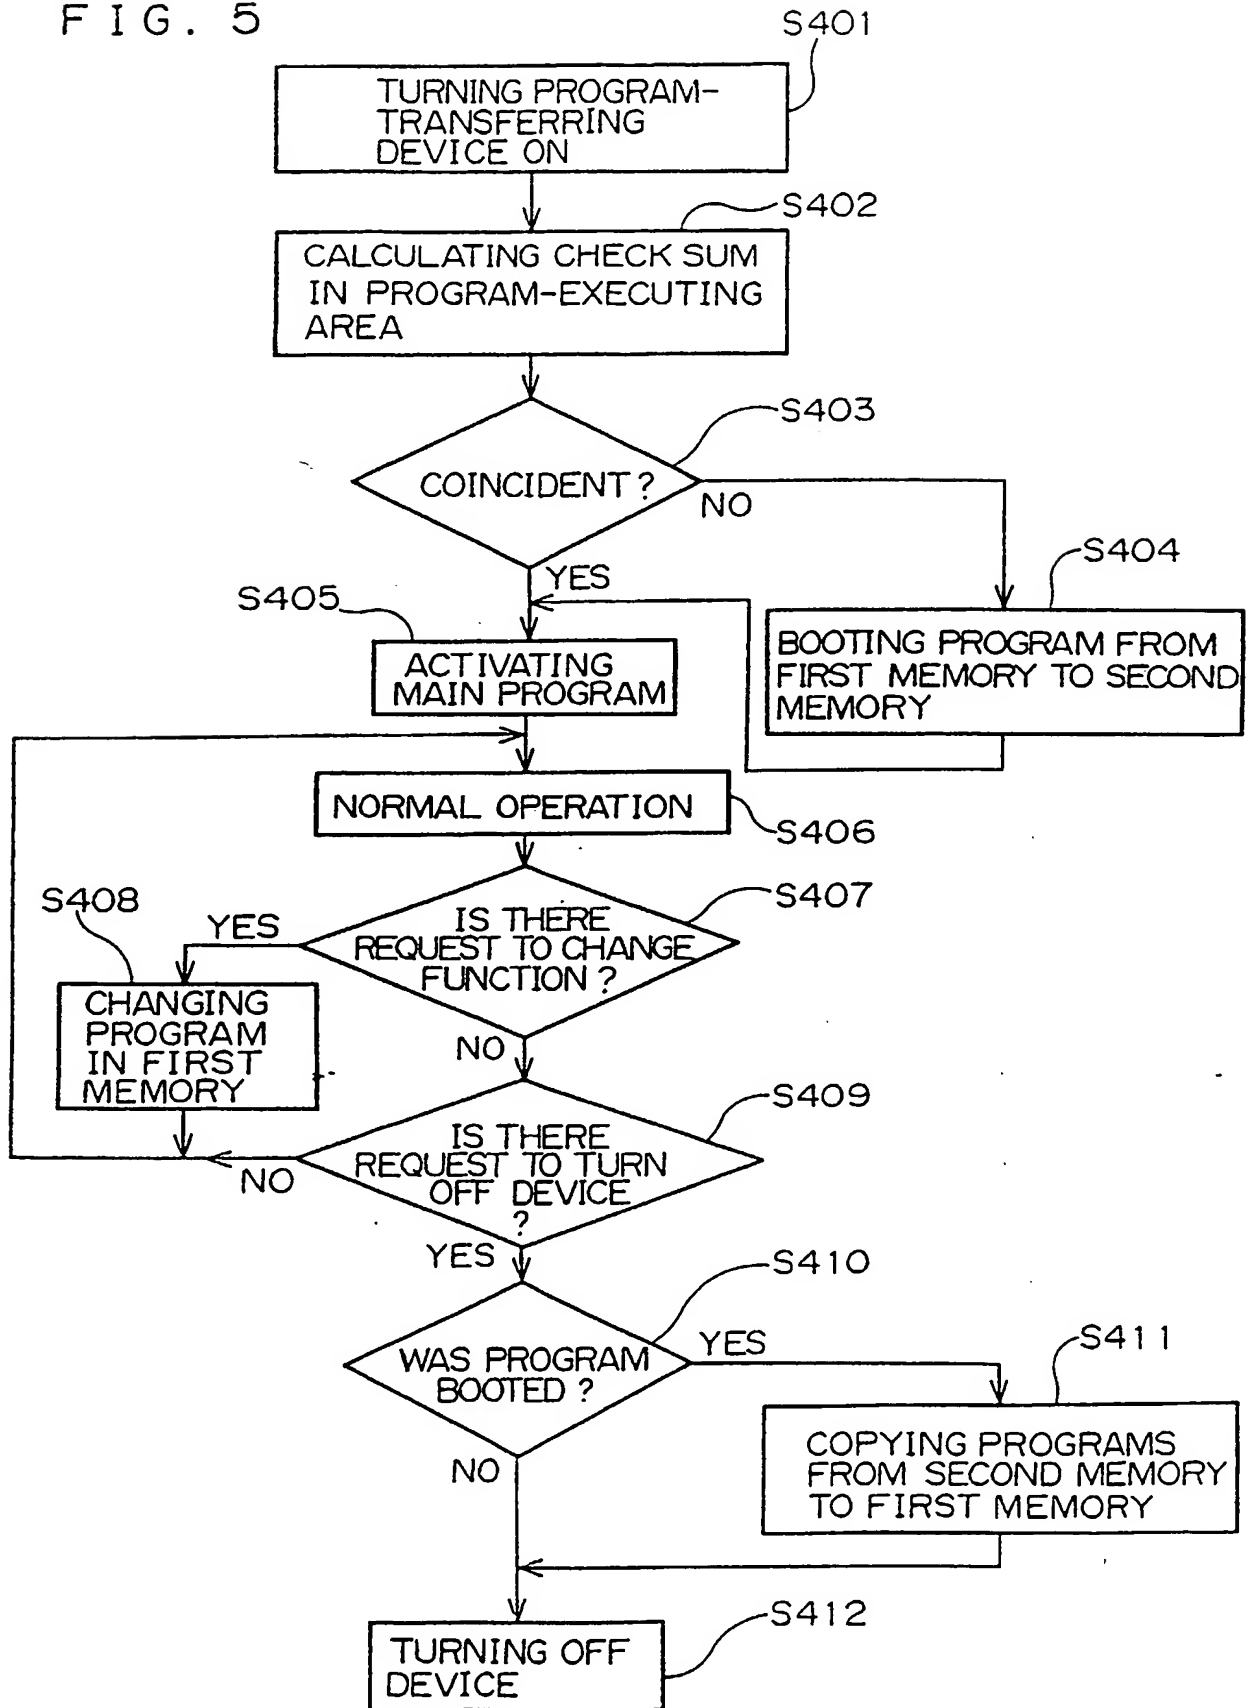 FIG. 5
S401
TURNING PROGRAM-
TRANSFERRING
DEVICE ON
S402
CALCULATING CHECK SUM
IN PROGRAM-EXECUTING
AREA
S403
COINCIDENT ?
NO
YES
S404
BOOTING PROGRAM FROM
FIRST MEMORY TO SECOND
MEMORY
S405
ACTIVATING
MAIN PROGRAM
NORMAL OPERATION
S406
S407
IS THERE
REQUEST TO CHANGE
FUNCTION ?
YES
S408
CHANGING
PROGRAM
IN FIRST
MEMORY
NO
S409
IS THERE
REQUEST TO TURN
OFF DEVICE
?
NO
YES
S410
WAS PROGRAM
BOOTED ?
YES
S411
COPYING PROGRAMS
FROM SECOND MEMORY
TO FIRST MEMORY
NO
S412
TURNING OFF
DEVICE